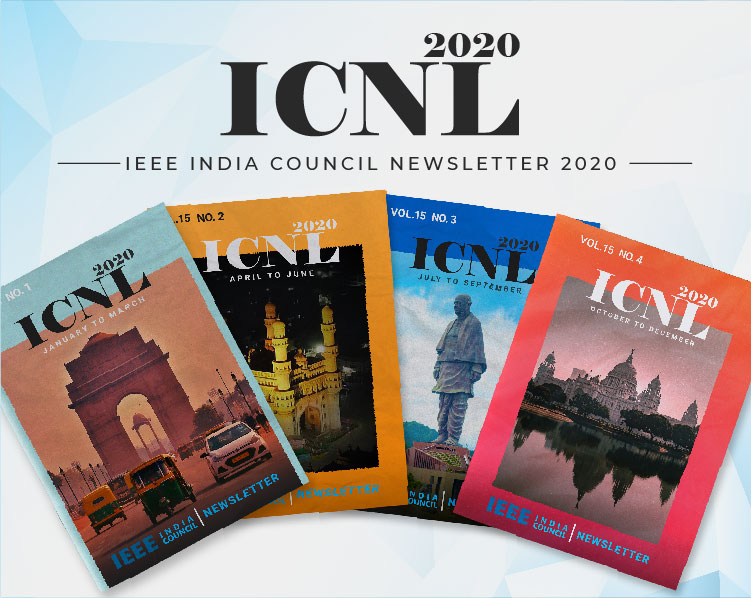 2020
ICNL
IEEE INDIA COUNCIL NEWSLETTER 2020
NO. 1
2020
ICNL
JANUARY TO MARCH
IEEE INDIA COUNCIL NEWSLETTER
.15 NO. 2
2020
ICNL
APRIL TO JUNE
NEWSLETTER
VOL.15 NO. 3
2020
ICNL
JULY TO SEPTEMBER
VOL.15 NO. 4
2020
ICNL
OCTOBER TO DECEMBER
IEEE INDIA COUNCIL NEWSLETTER